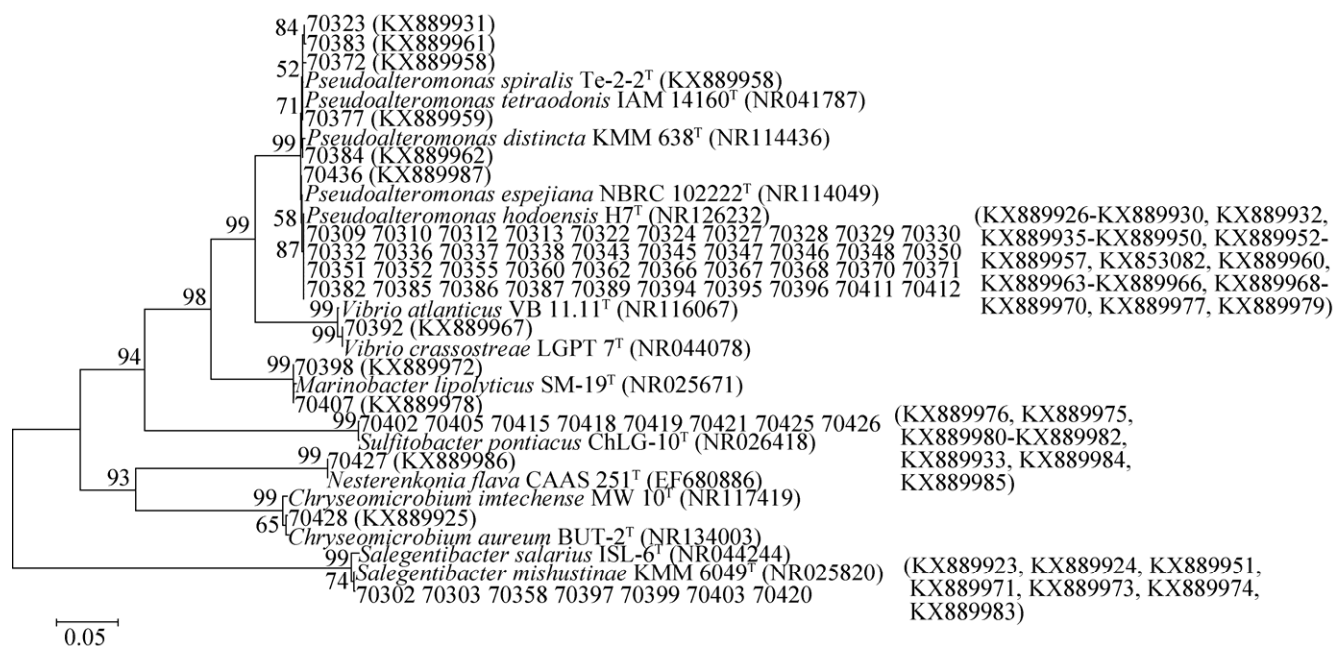 84
70323 (KX889931)
70383 (KX889961)
70372 (KX889958)
52
Pseudoalteromonas spiralis Te-2-2ᵀ (KX889958)
71
Pseudoalteromonas tetraodonis IAM 14160ᵀ (NR041787)
70377 (KX889959)
99
Pseudoalteromonas distincta KMM 638ᵀ (NR114436)
70384 (KX889962)
70436 (KX889987)
Pseudoalteromonas espejiana NBRC 102222ᵀ (NR114049)
58
Pseudoalteromonas hodoensis H7ᵀ (NR126232)
70309 70310 70312 70313 70322 70324 70327 70328 70329 70330
87
70332 70336 70337 70338 70343 70345 70347 70346 70348 70350
70351 70352 70355 70360 70362 70366 70367 70368 70370 70371
70382 70385 70386 70387 70389 70394 70395 70396 70411 70412
(KX889926-KX889930, KX889932,
KX889935-KX889950, KX889952-
KX889957, KX853082, KX889960,
KX889963-KX889966, KX889968-
KX889970, KX889977, KX889979)
99
98
99
Vibrio atlanticus VB 11.11ᵀ (NR116067)
70392 (KX889967)
99
Vibrio crassostreae LGPT 7ᵀ (NR044078)
94
99
70398 (KX889972)
Marinobacter lipolyticus SM-19ᵀ (NR025671)
70407 (KX889978)
99
70402 70405 70415 70418 70419 70421 70425 70426
Sulfitobacter pontiacus ChLG-10ᵀ (NR026418)
(KX889976, KX889975,
KX889980-KX889982,
KX889933, KX889984,
KX889985)
93
99
70427 (KX889986)
Nesterenkonia flava CAAS 251ᵀ (EF680886)
99
Chryseomicrobium imtechense MW 10ᵀ (NR117419)
70428 (KX889925)
65
Chryseomicrobium aureum BUT-2ᵀ (NR134003)
99
Salegentibacter salarius ISL-6ᵀ (NR044244)
74
Salegentibacter mishustinae KMM 6049ᵀ (NR025820)
70302 70303 70358 70397 70399 70403 70420
(KX889923, KX889924, KX889951,
KX889971, KX889973, KX889974,
KX889983)
0.05